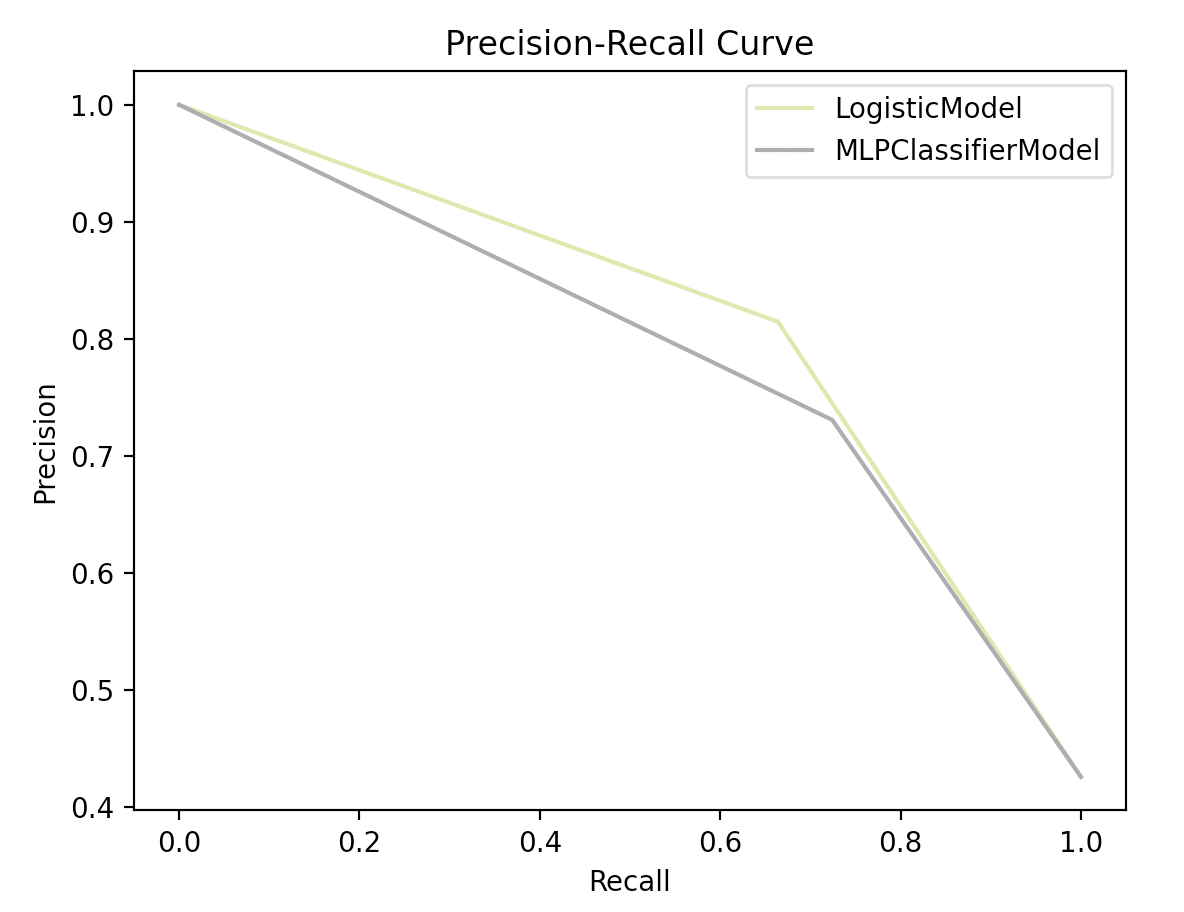 Precision-Recall Curve
LogisticModel
MLPClassifierModel
1.0
0.9
0.8
0.7
0.6
0.5
0.4
Precision
0.0 0.2 0.4 0.6 0.8 1.0
Recall